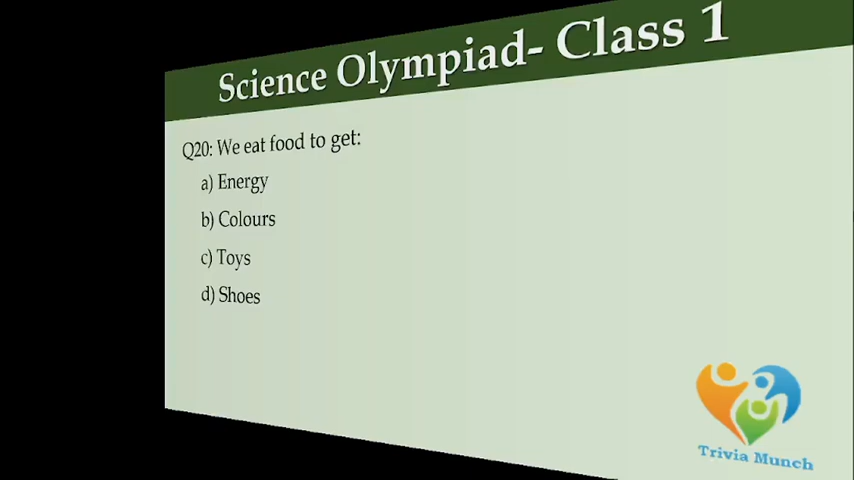 Science Olympiad- Class 1
Q20: We eat food to get:
a) Energy
b) Colours
c) Toys
d) Shoes
Trivia Munch